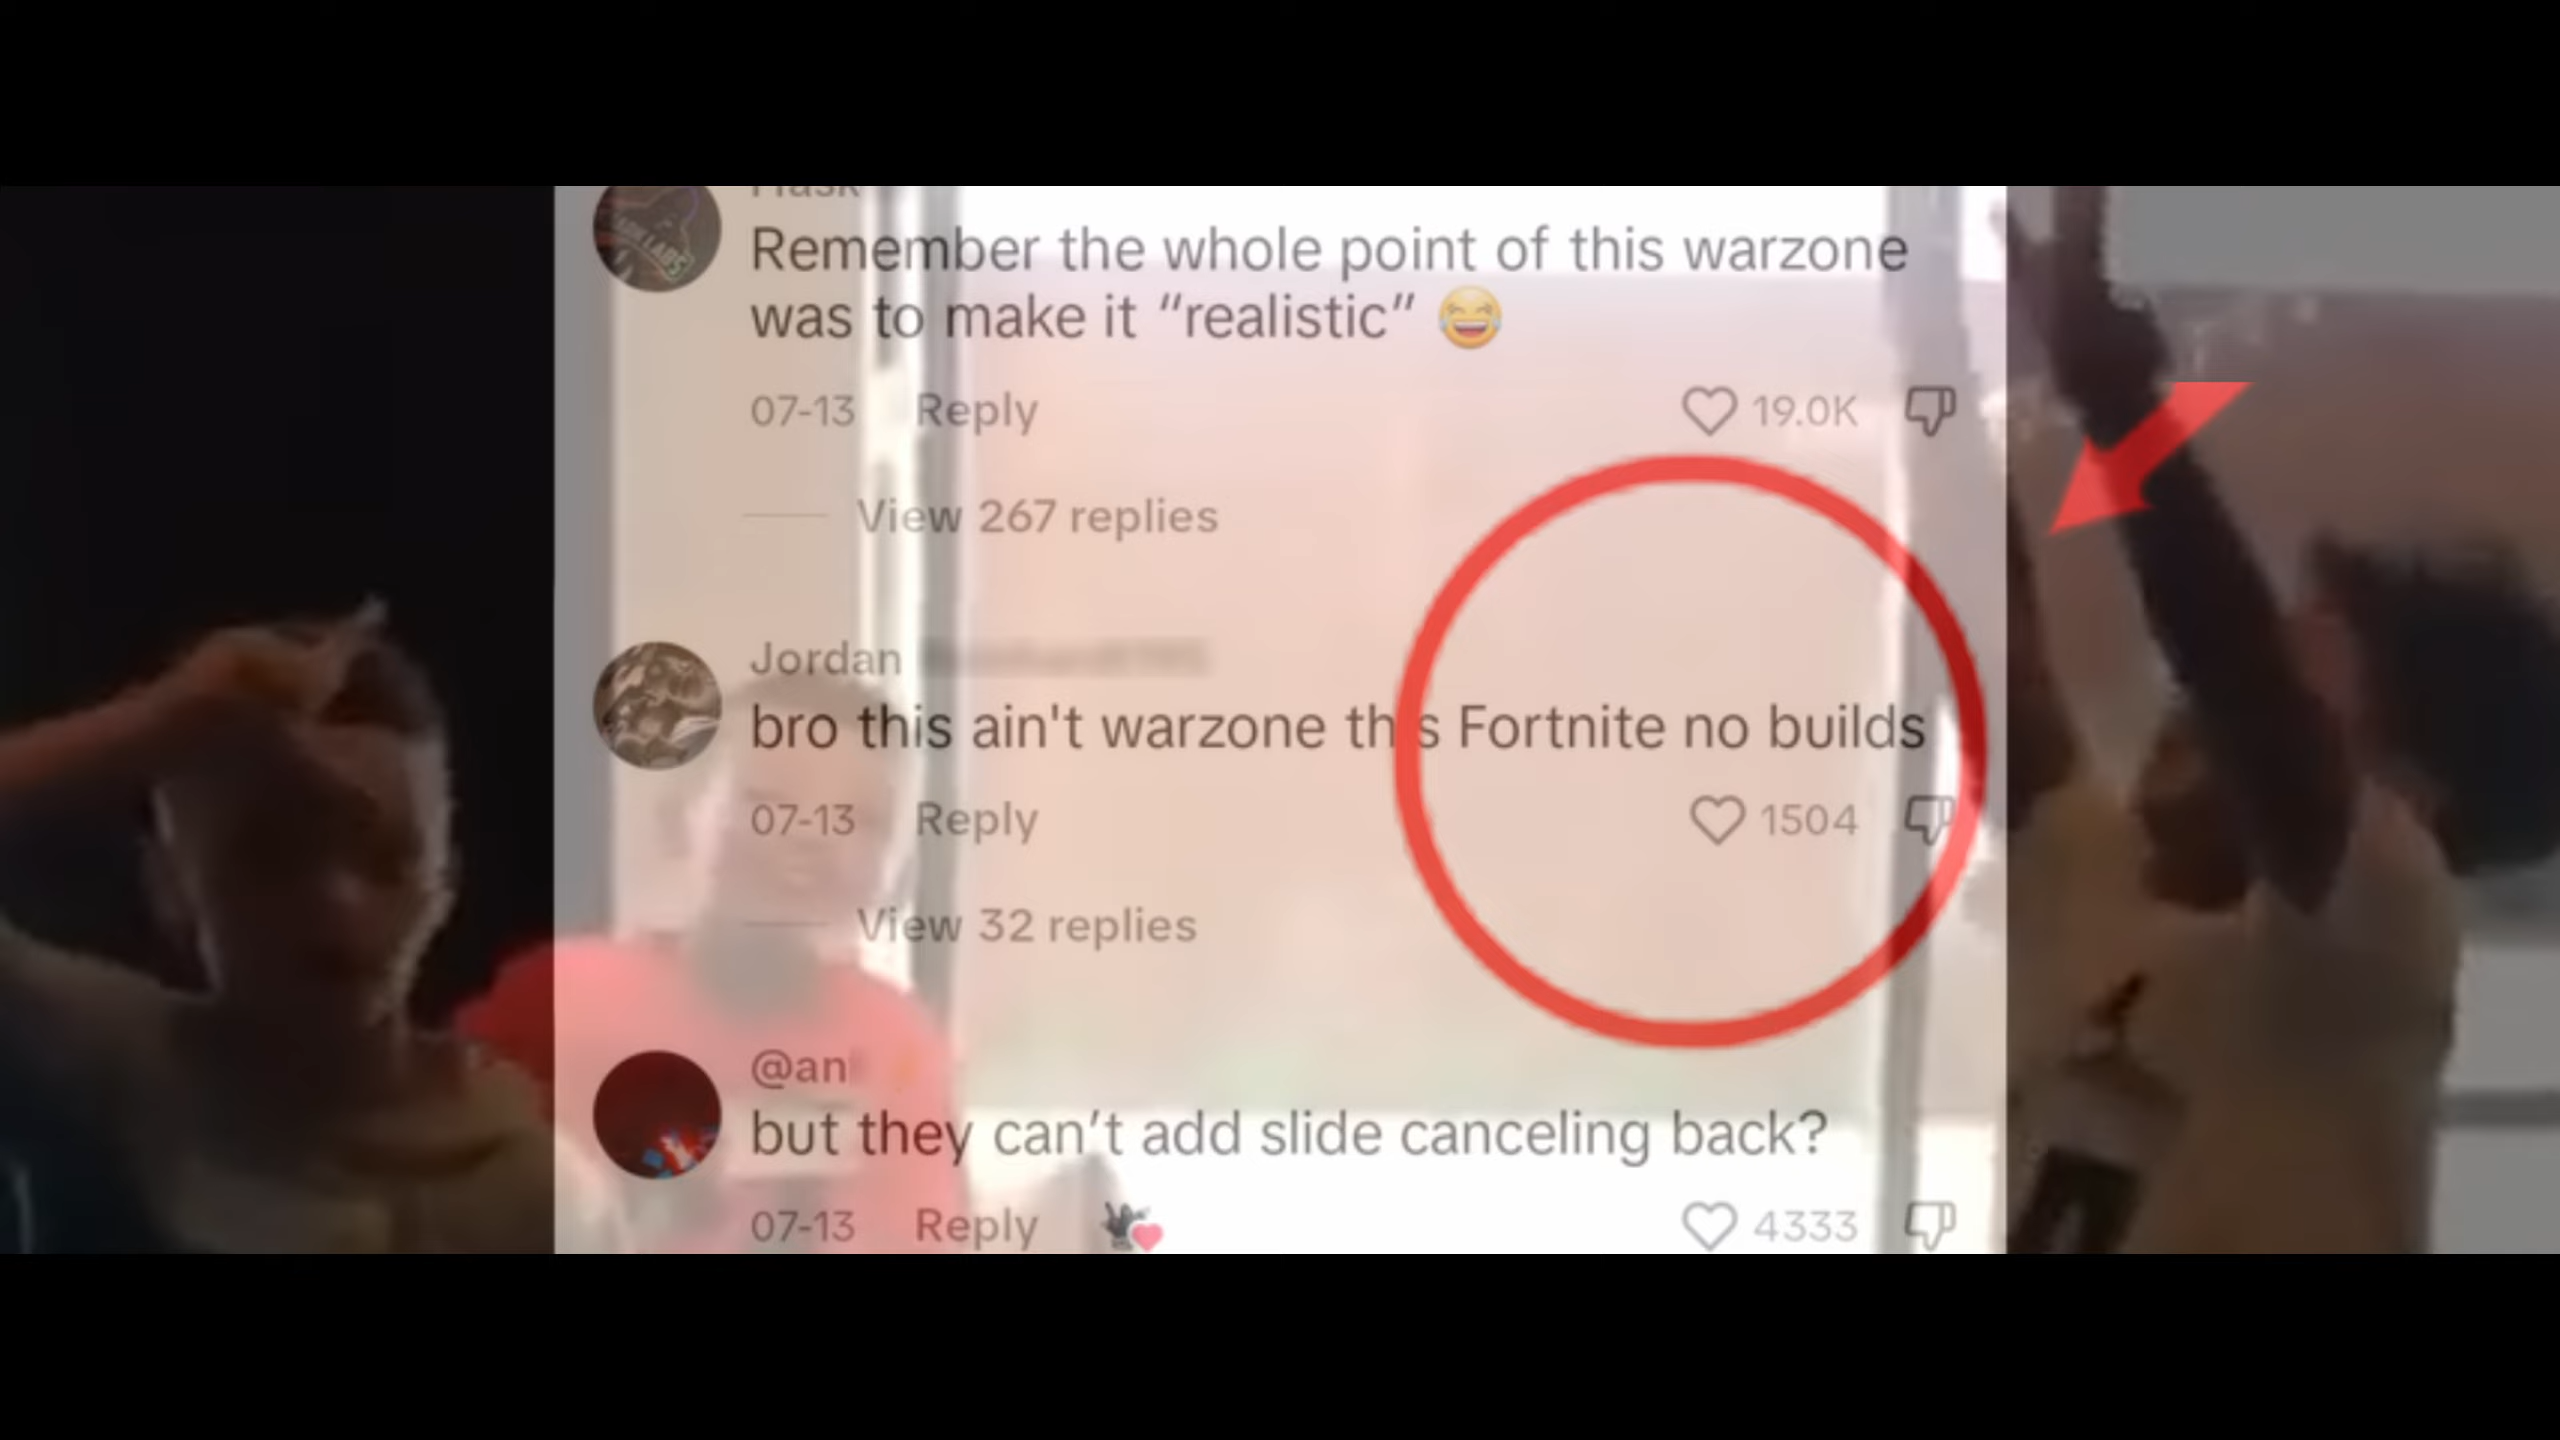 Remember the whole point of this warzone
was to make it “realistic” 😂
07-13 Reply 19.0K
View 267 replies
Jordan
bro this ain't warzone this Fortnite no builds
07-13 Reply 1504
View 32 replies
@an
but they can’t add slide canceling back?
07-13 Reply 4333